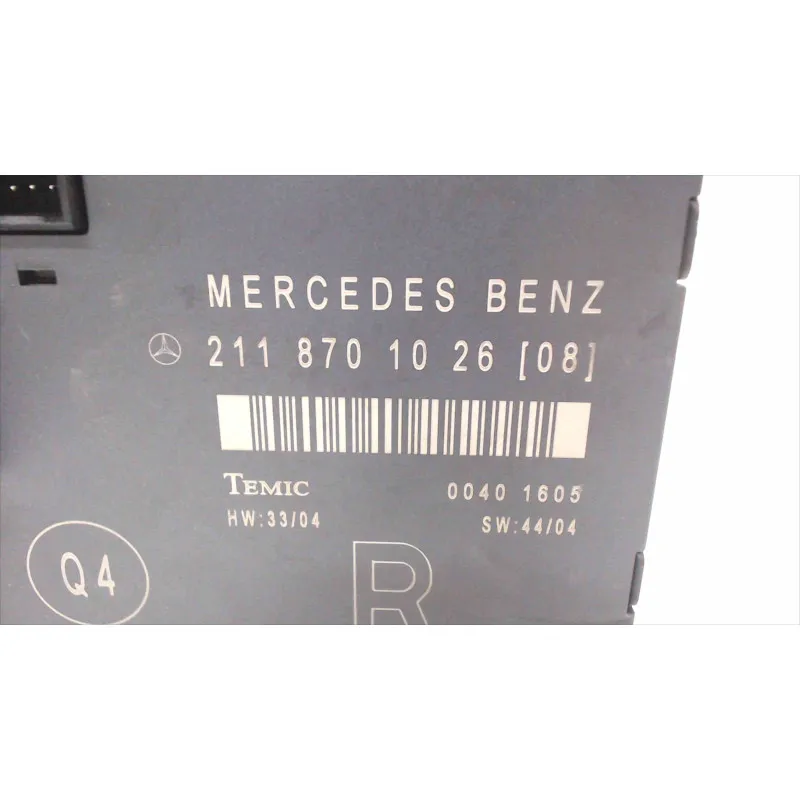 MERCEDES BENZ
211 870 10 26 [08]
TEMIC 0040 1605
HW:33/04 SW:44/04
Q4
R